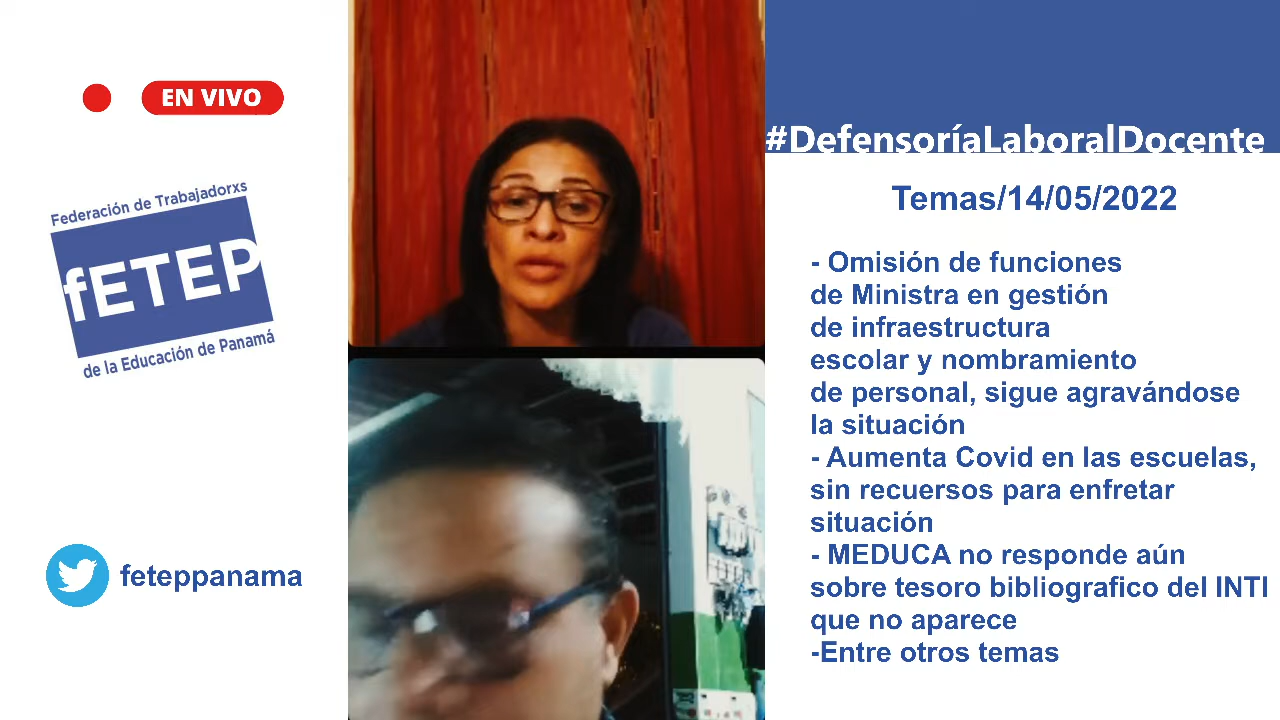 EN VIVO
Federación de Trabajadorxs
fETEP
de la Educación de Panamá
feteppanama
#DefensoríaLaboralDocente
Temas/14/05/2022
- Omisión de funciones
de Ministra en gestión
de infraestructura
escolar y nombramiento
de personal, sigue agravándose
la situación
- Aumenta Covid en las escuelas,
sin recuersos para enfretar
situación
- MEDUCA no responde aún
sobre tesoro bibliografico del INTI
que no aparece
-Entre otros temas